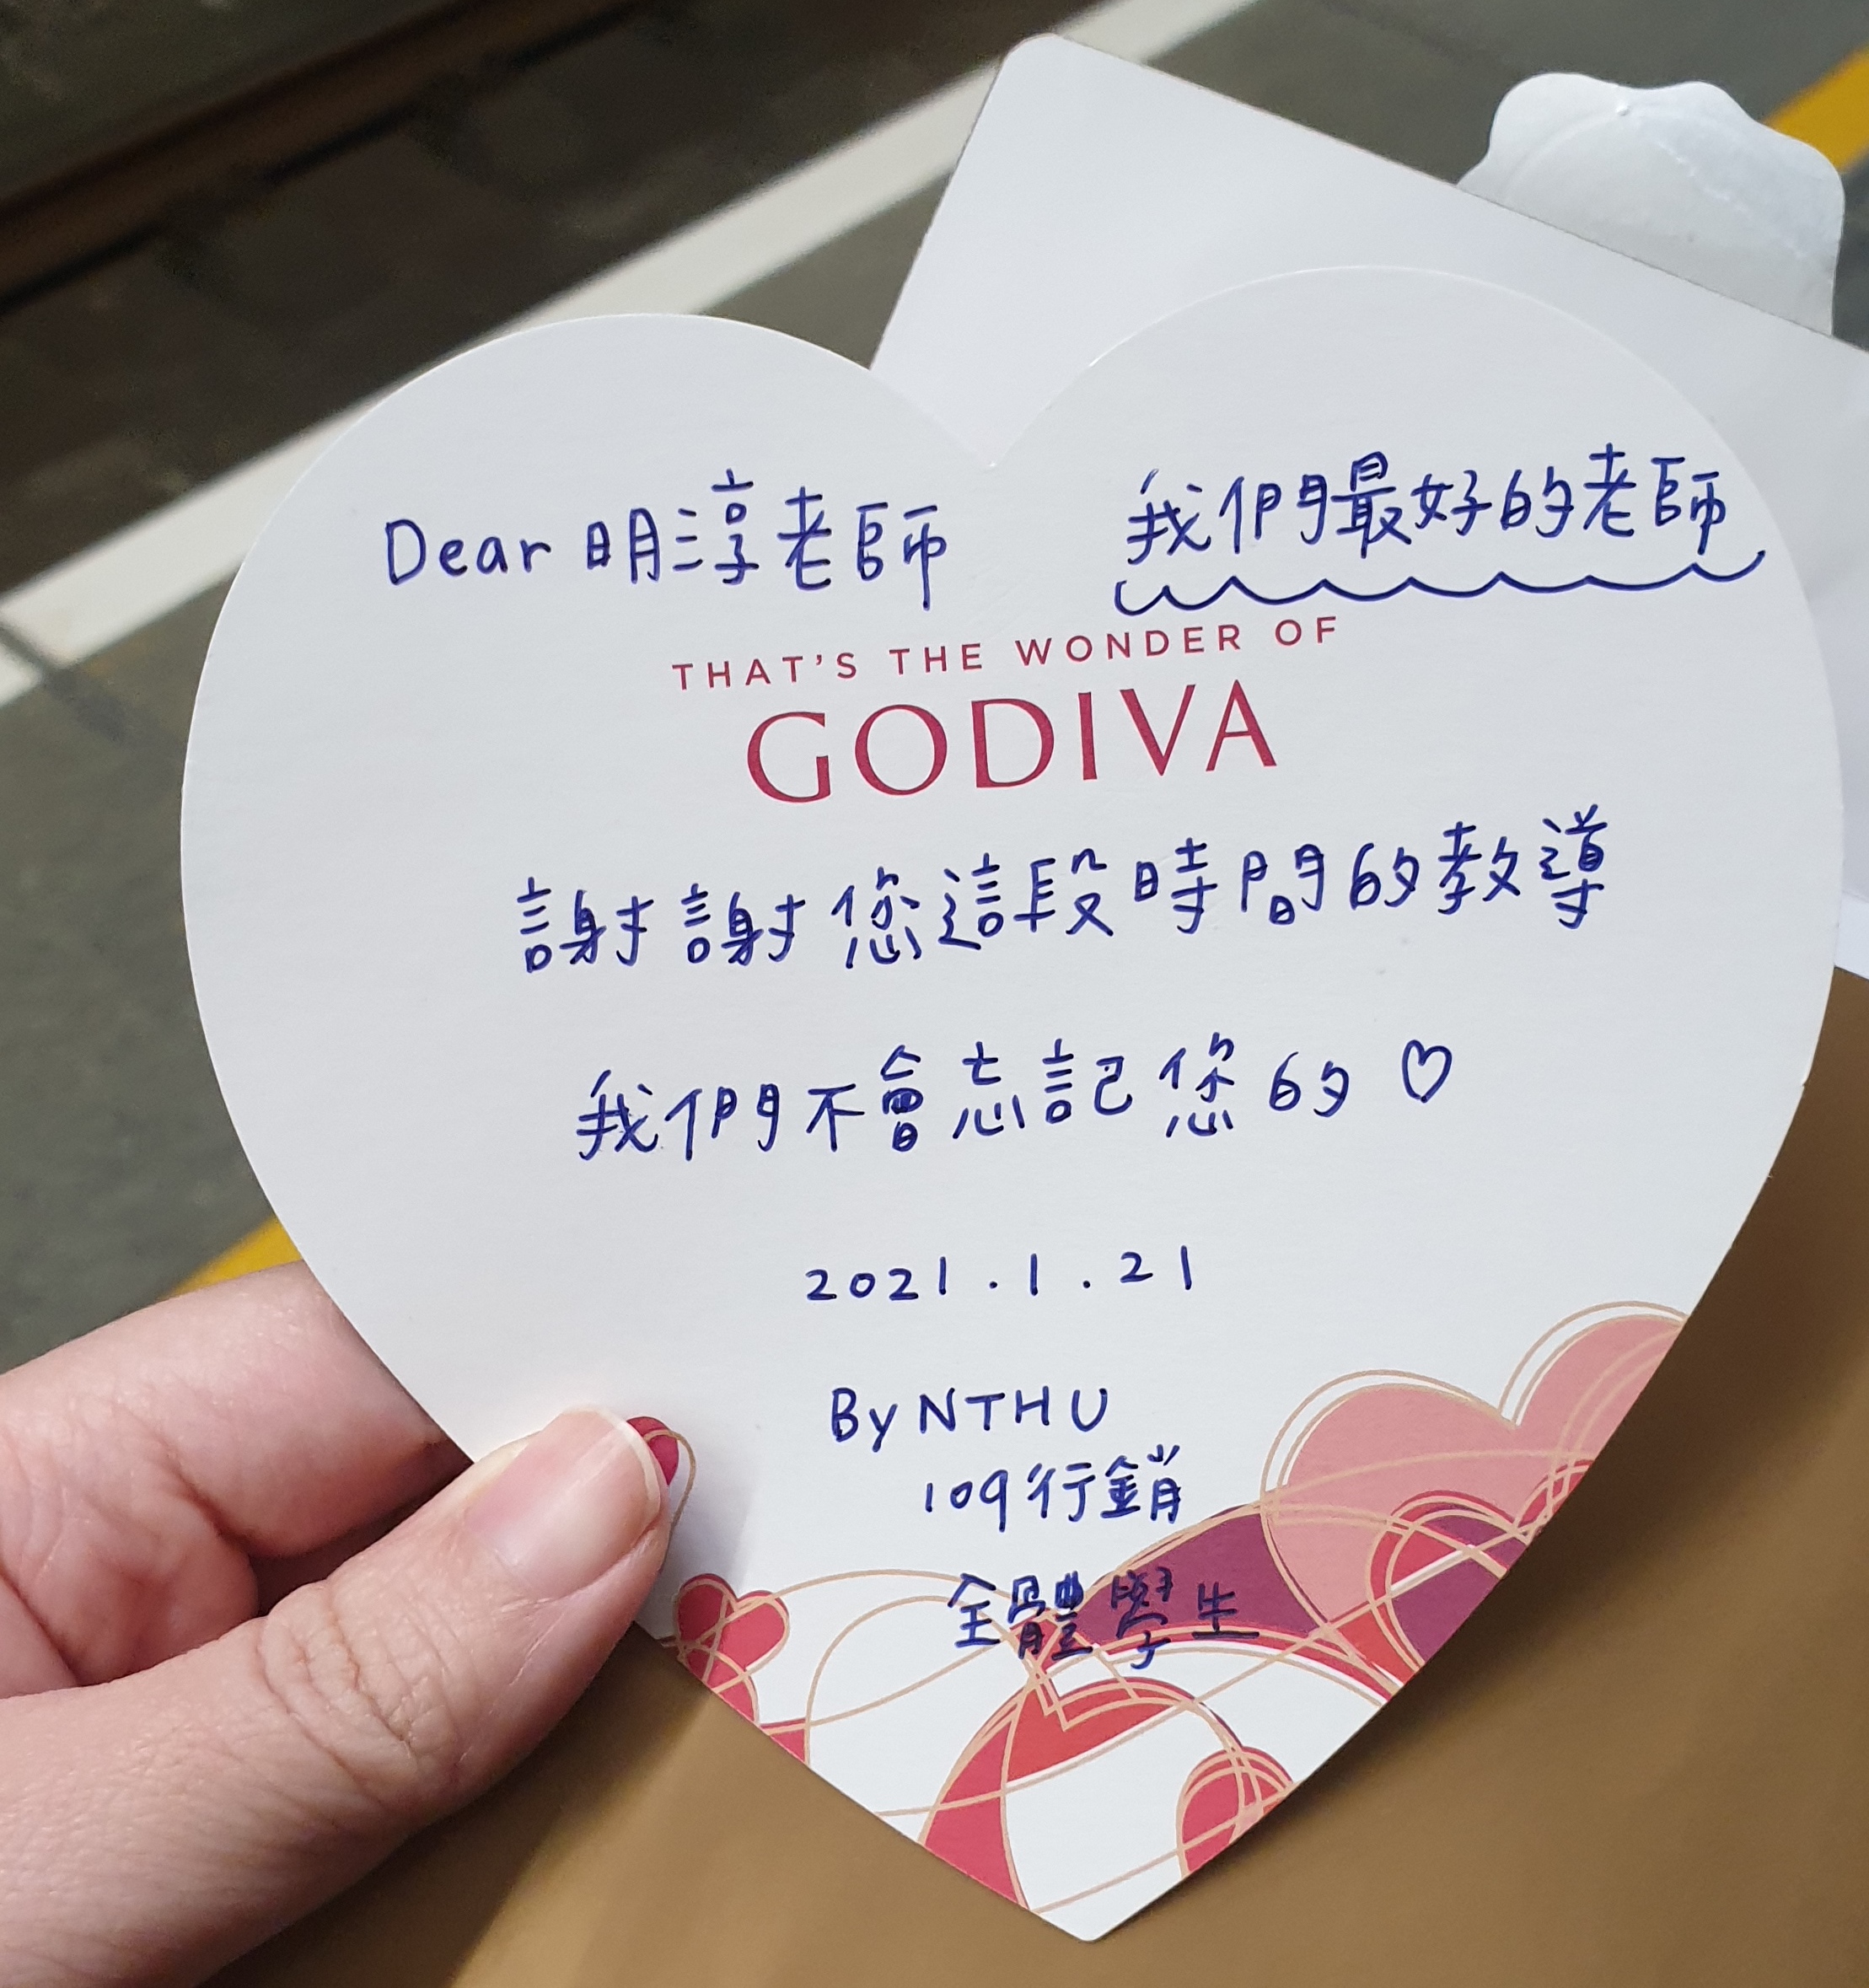 Dear 明淳老師
我們最好的老師
THAT'S THE WONDER OF
GODIVA
謝謝您這段時間的教導
我們不會忘記您的♡
2021.1.21
By NTHU
109行銷
全體學生